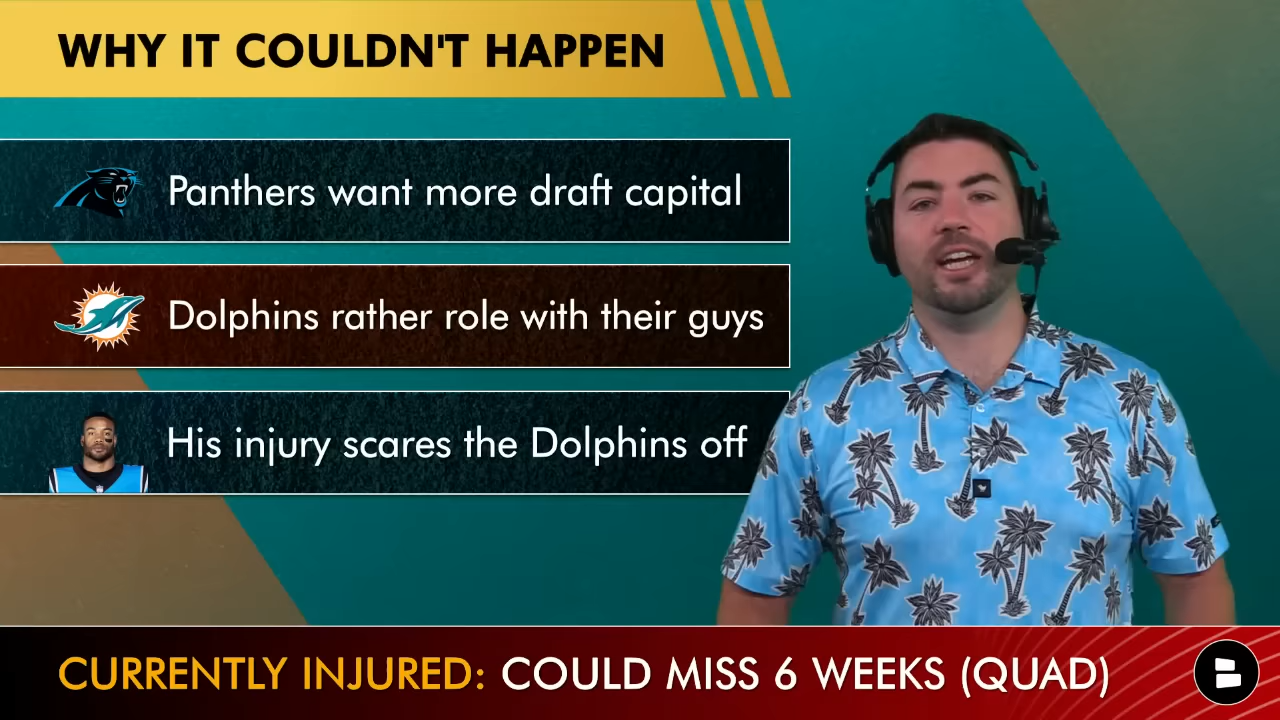 WHY IT COULDN'T HAPPEN
Panthers want more draft capital
Dolphins rather role with their guys
His injury scares the Dolphins off
CURRENTLY INJURED: COULD MISS 6 WEEKS (QUAD)